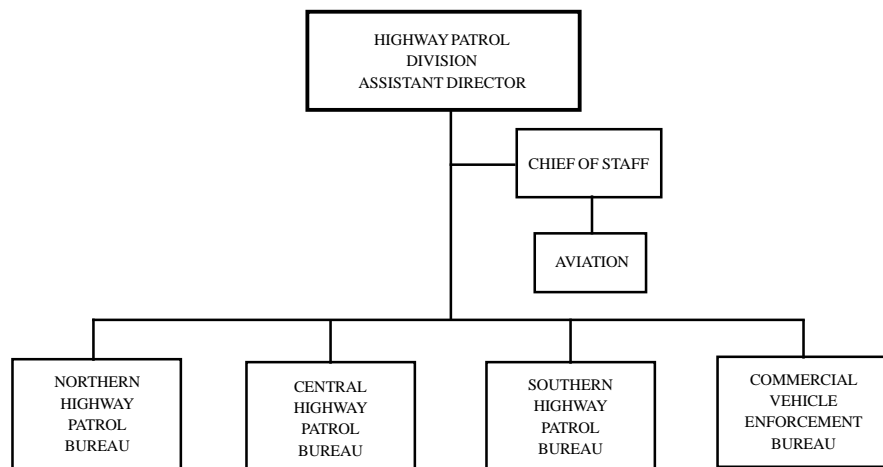 HIGHWAY PATROL
DIVISION
ASSISTANT DIRECTOR
CHIEF OF STAFF
AVIATION
NORTHERN
HIGHWAY
PATROL
BUREAU
CENTRAL
HIGHWAY
PATROL
BUREAU
SOUTHERN
HIGHWAY
PATROL
BUREAU
COMMERCIAL
VEHICLE
ENFORCEMENT
BUREAU